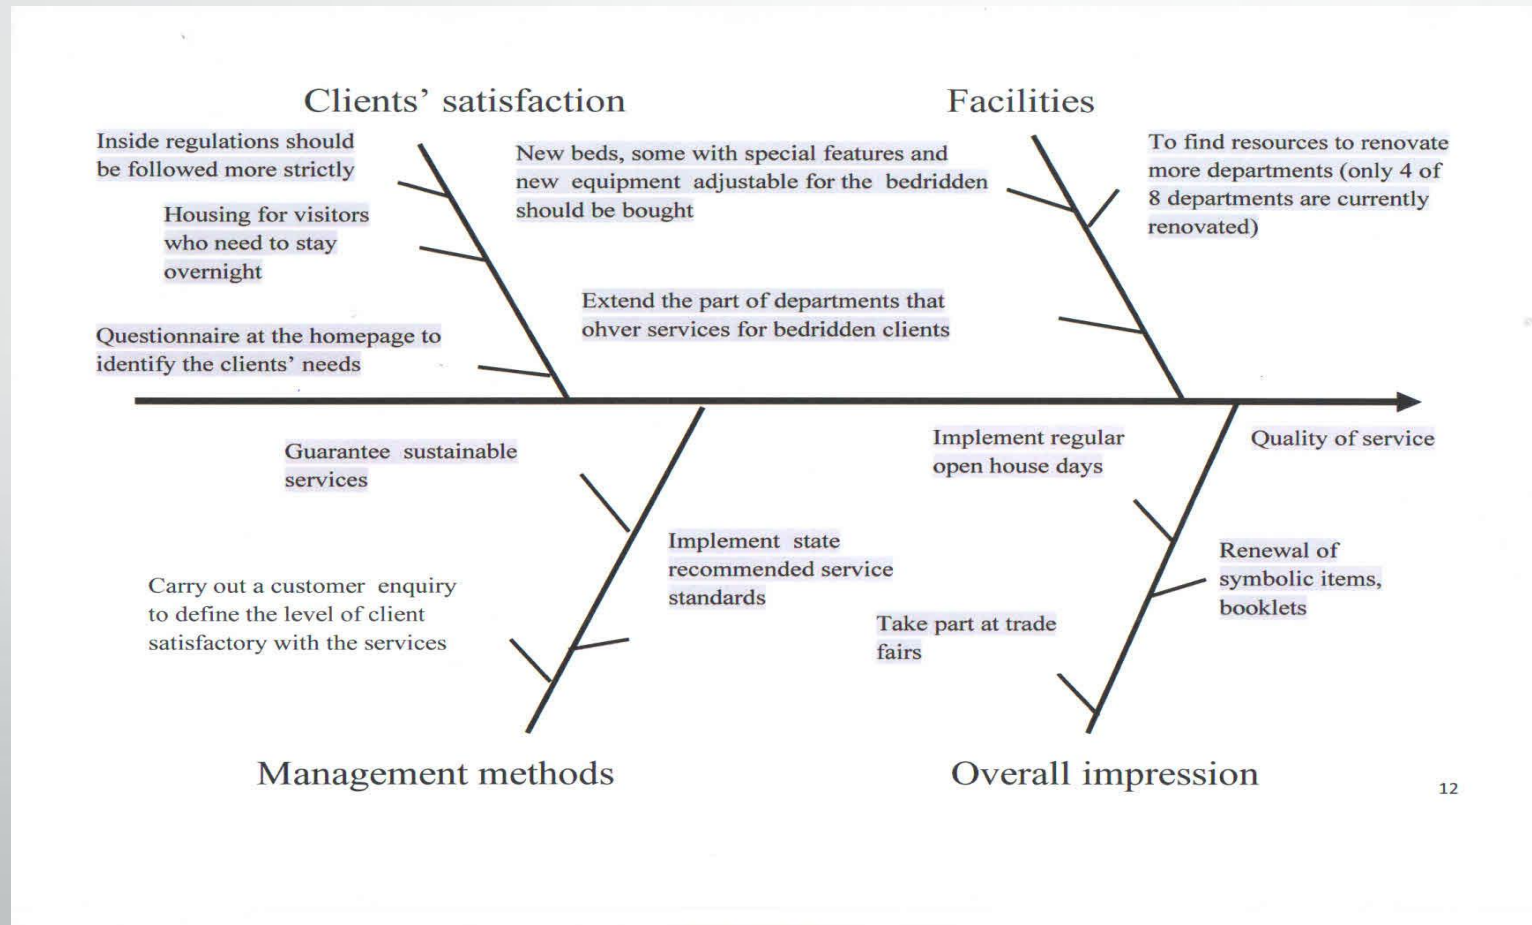 Clients’ satisfaction
Facilities
Inside regulations should
be followed more strictly
New beds, some with special features and
new equipment adjustable for the bedridden
should be bought
To find resources to renovate
more departments (only 4 of
8 departments are currently
renovated)
Housing for visitors
who need to stay
overnight
Extend the part of departments that
ohver services for bedridden clients
Questionnaire at the homepage to
identify the clients’ needs
Guarantee sustainable
services
Implement regular
open house days
Quality of service
Implement state
recommended service
standards
Renewal of
symbolic items,
booklets
Carry out a customer enquiry
to define the level of client
satisfactory with the services
Take part at trade
fairs
Management methods
Overall impression
12